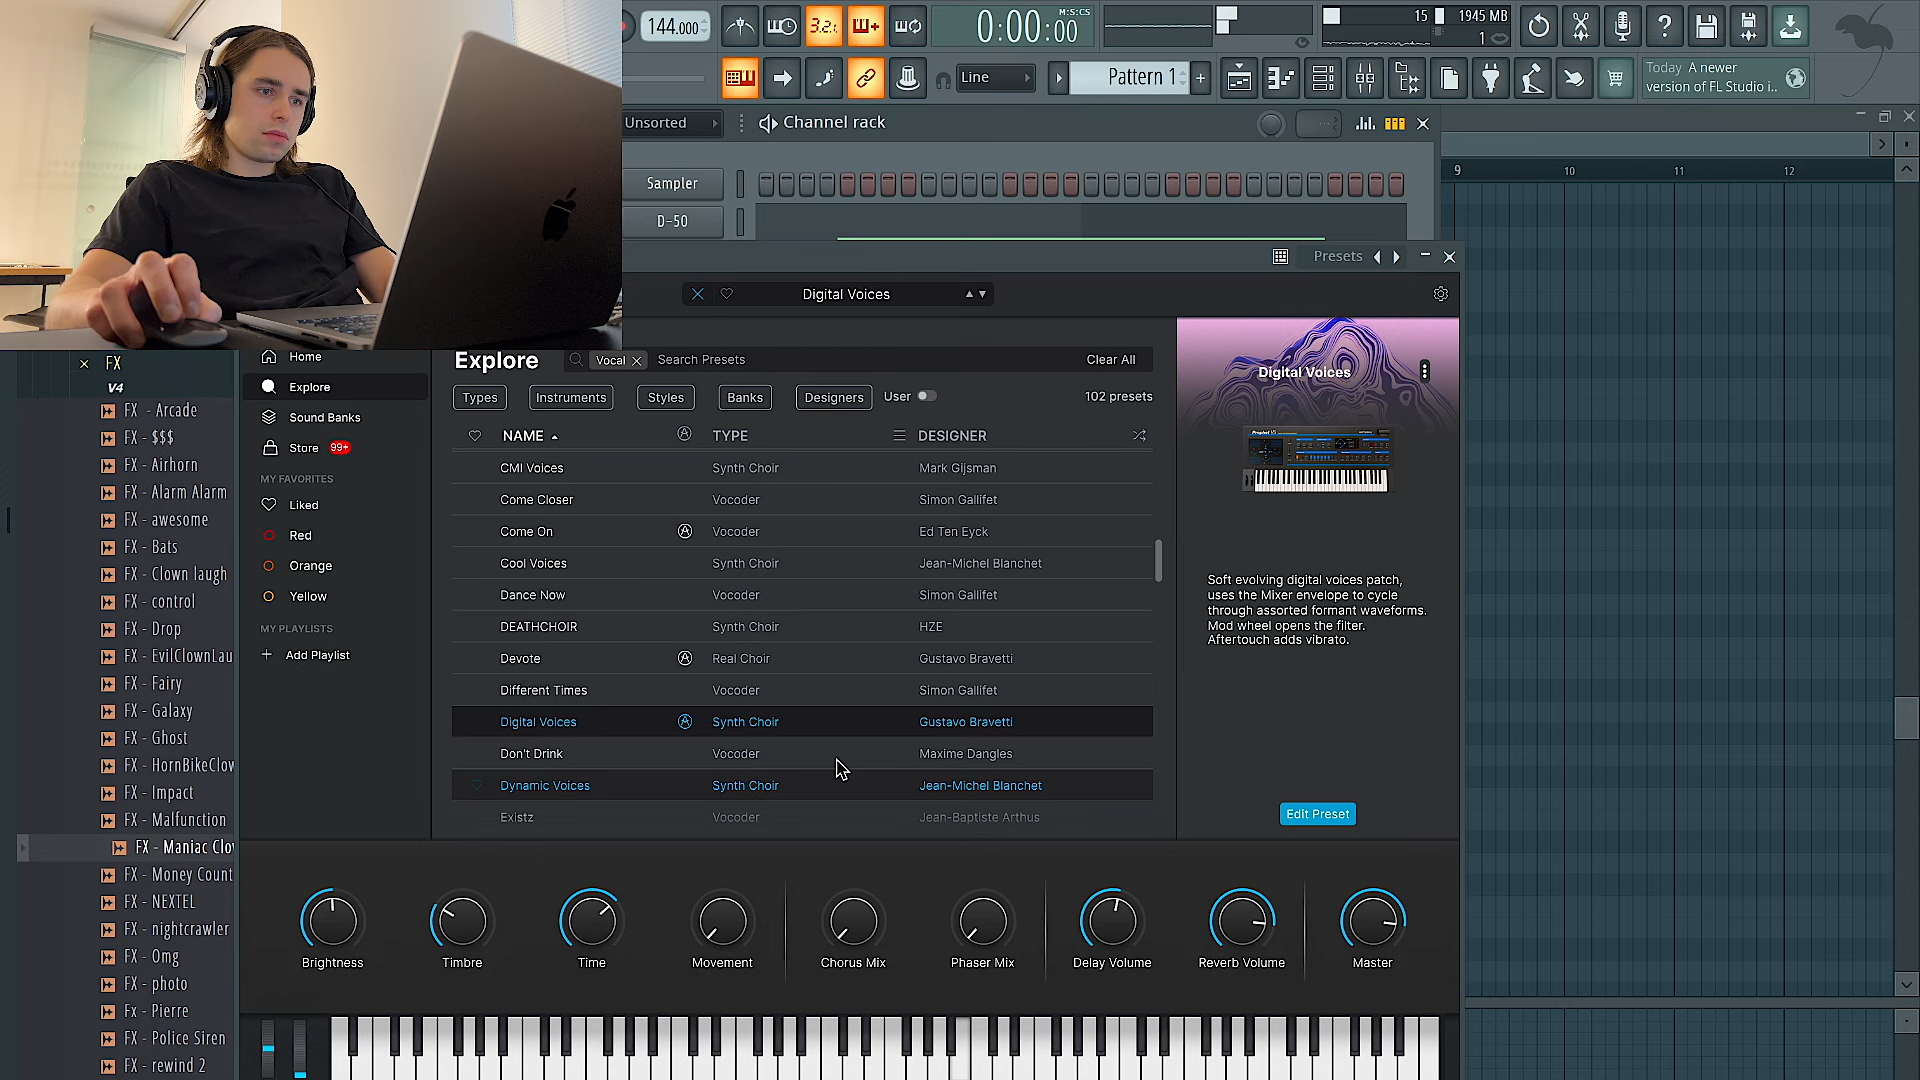 144.000
3.2.
0:00:00
M:S:CS
15
1945 MB
1
Line
Pattern 1
Today A newer
version of FL Studio i..
Unsorted
Channel rack
Sampler
D-50
9
10
11
12
Presets
Digital Voices
FX
V4
FX - Arcade
FX - $$$
FX - Airhorn
FX - Alarm Alarm
FX - awesome
FX - Bats
FX - Clown laugh
FX - control
FX - Drop
FX - EvilClownLau
FX - Fairy
FX - Galaxy
FX - Ghost
FX - HornBikeClow
FX - Impact
FX - Malfunction
FX - Maniac Clo
FX - Money Count
FX - NEXTEL
FX - nightcrawler
FX - Omg
FX - photo
Fx - Pierre
FX - Police Siren
FX - rewind 2
Home
Explore
Sound Banks
Store 99+
MY FAVORITES
Liked
Red
Orange
Yellow
MY PLAYLISTS
Add Playlist
Explore
Vocal
Search Presets
Clear All
Types
Instruments
Styles
Banks
Designers
User
102 presets
NAME TYPE DESIGNER
CMI Voices Synth Choir Mark Gijsman
Come Closer Vocoder Simon Gallifet
Come On Vocoder Ed Ten Eyck
Cool Voices Synth Choir Jean-Michel Blanchet
Dance Now Vocoder Simon Gallifet
DEATHCHOIR Synth Choir HZE
Devote Real Choir Gustavo Bravetti
Different Times Vocoder Simon Gallifet
Digital Voices Synth Choir Gustavo Bravetti
Don't Drink Vocoder Maxime Dangles
Dynamic Voices Synth Choir Jean-Michel Blanchet
Existz Vocoder Jean-Baptiste Arthus
Digital Voices
Soft evolving digital voices patch,
uses the Mixer envelope to cycle
through assorted formant waveforms.
Mod wheel opens the filter.
Aftertouch adds vibrato.
Edit Preset
Brightness
Timbre
Time
Movement
Chorus Mix
Phaser Mix
Delay Volume
Reverb Volume
Master